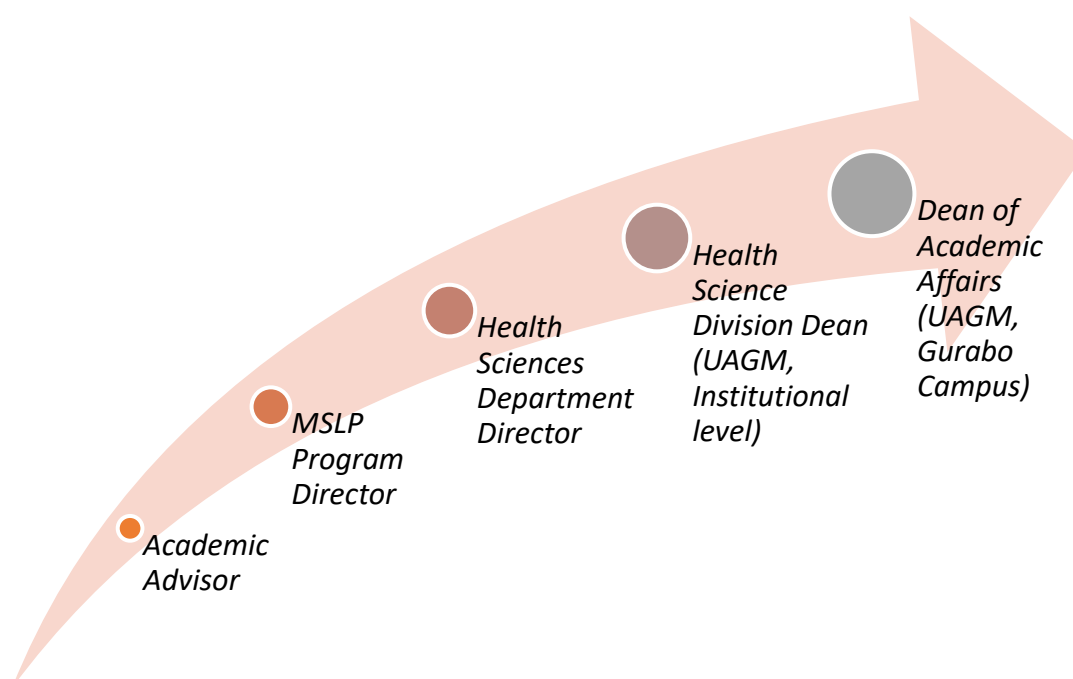 Academic
Advisor
MSLP
Program
Director
Health
Sciences
Department
Director
Health
Science
Division Dean
(UAGM,
Institutional
level)
Dean of
Academic
Affairs
(UAGM,
Gurabo
Campus)